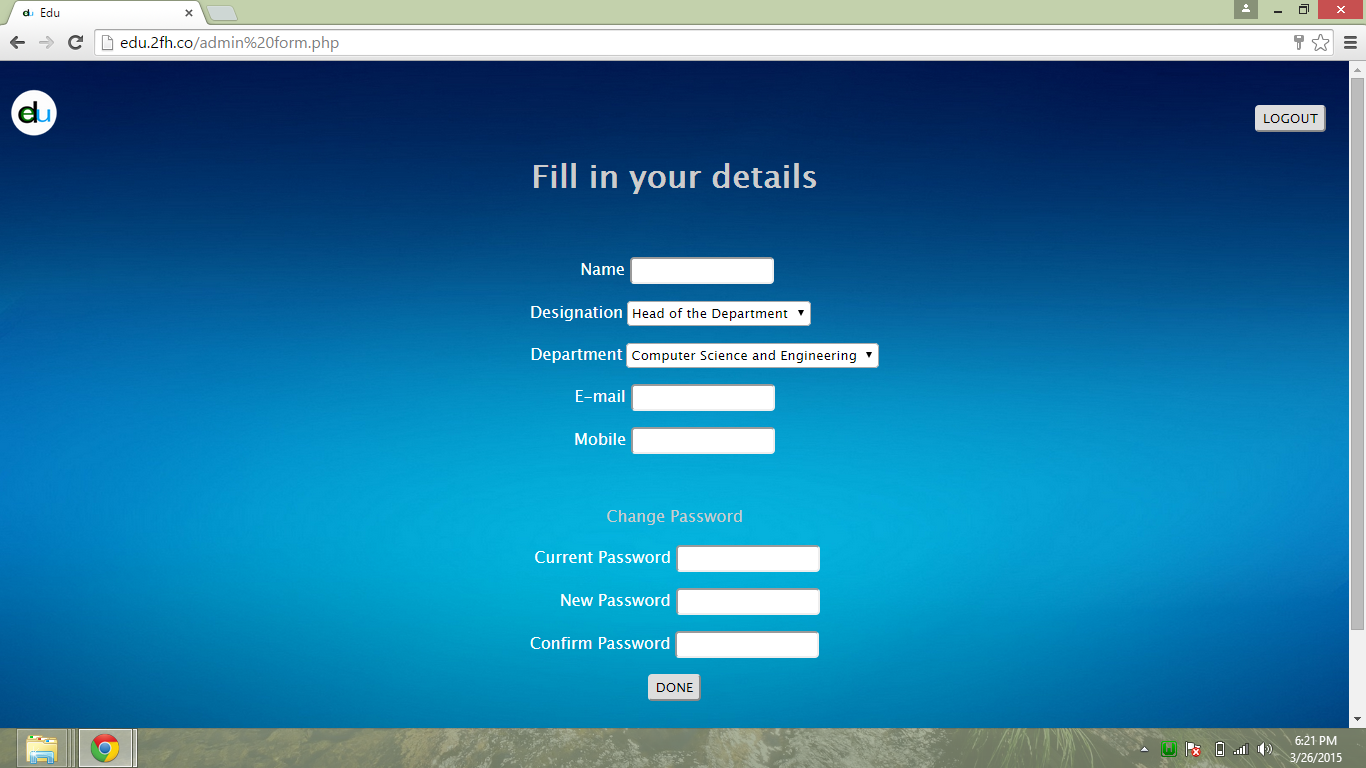 Edu
edu.2fh.co/admin%20form.php
edu
LOGOUT
Fill in your details
Name
Designation Head of the Department
Department Computer Science and Engineering
E-mail
Mobile
Change Password
Current Password
New Password
Confirm Password
DONE
6:21 PM
3/26/2015